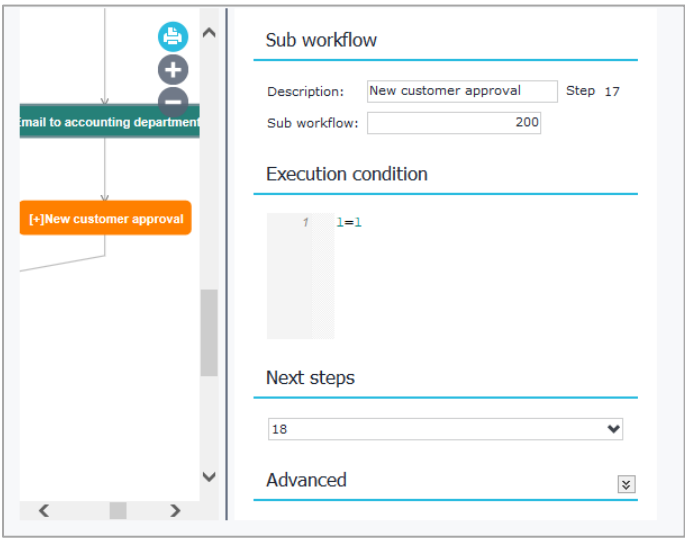 Email to accounting department
[+]New customer approval
Sub workflow
Description: New customer approval Step 17
Sub workflow: 200
Execution condition
1 1=1
Next steps
18
Advanced